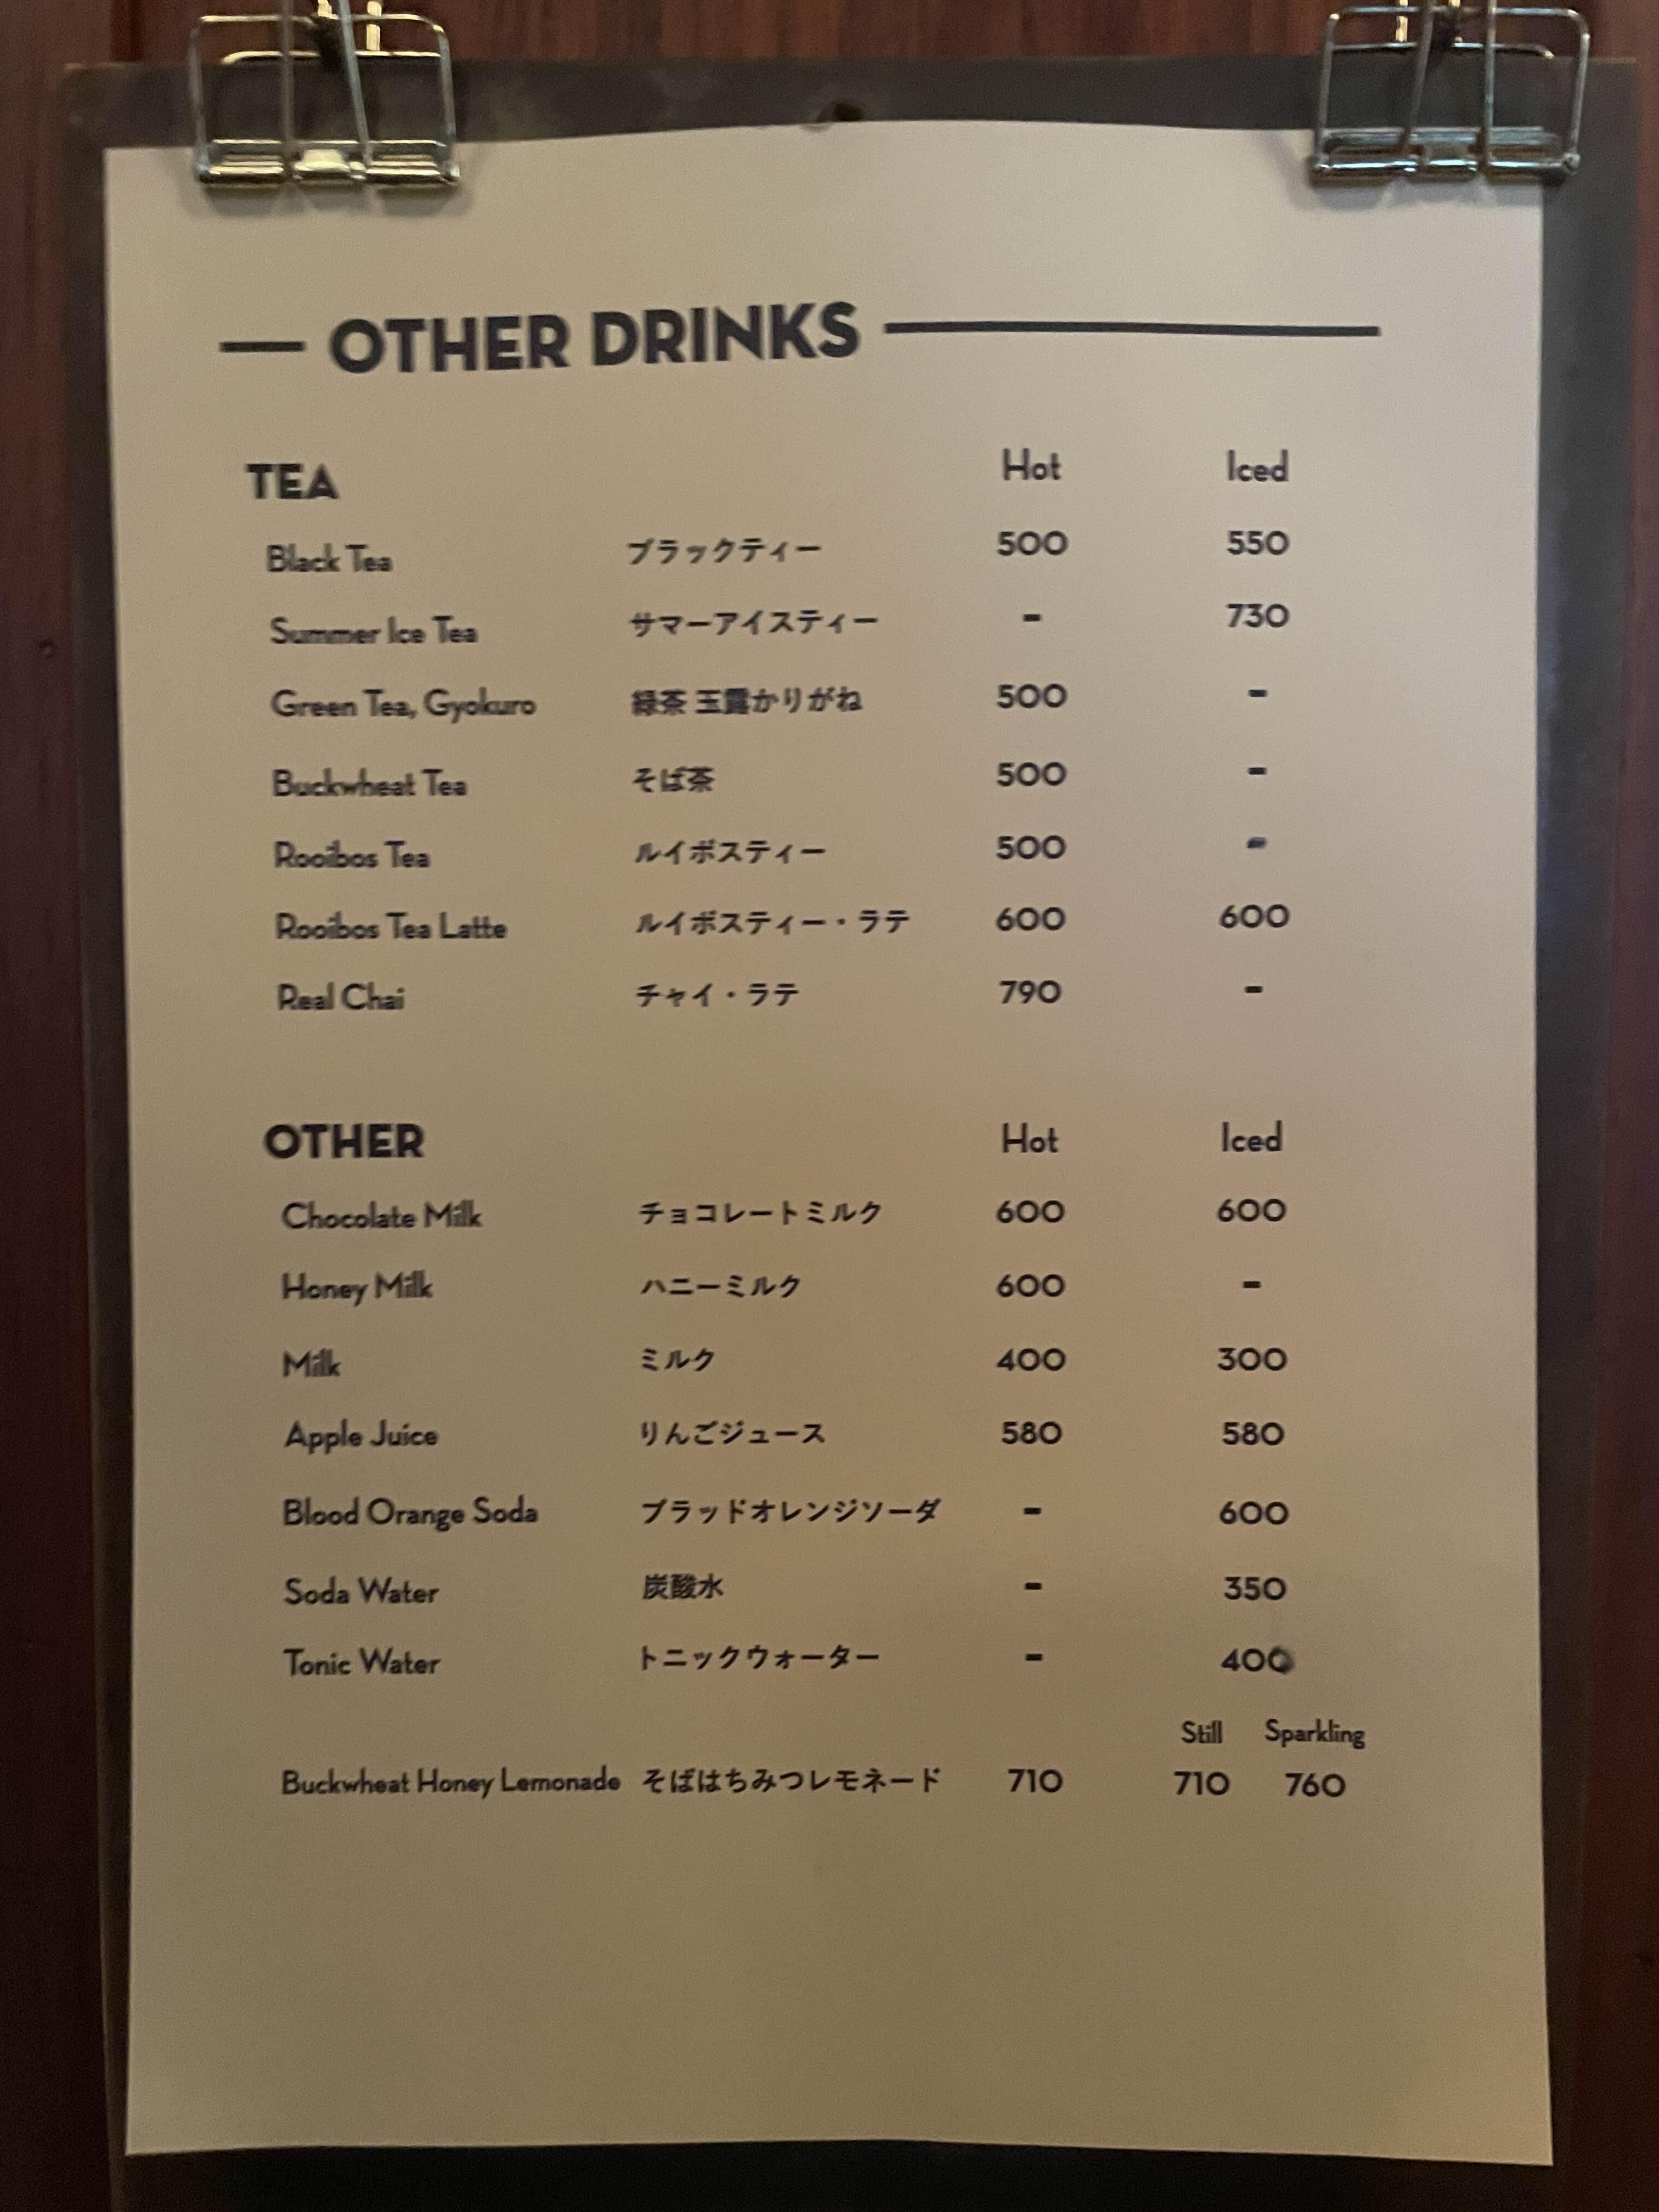 OTHER DRINKS
TEA Hot Iced
Black Tea ブラックティー 500 550
Summer Ice Tea サマーアイスティー - 730
Green Tea, Gyokuro 緑茶 玉露かりがね 500 -
Buckwheat Tea そば茶 500 -
Rooibos Tea ルイボスティー 500 -
Rooibos Tea Latte ルイボスティー・ラテ 600 600
Real Chai チャイ・ラテ 790 -
OTHER Hot Iced
Chocolate Milk チョコレートミルク 600 600
Honey Milk ハニーミルク 600 -
Milk ミルク 400 300
Apple Juice りんごジュース 580 580
Blood Orange Soda ブラッドオレンジソーダ - 600
Soda Water 炭酸水 - 350
Tonic Water トニックウォーター - 400
Still Sparkling
Buckwheat Honey Lemonade そばはちみつレモネード 710 710 760